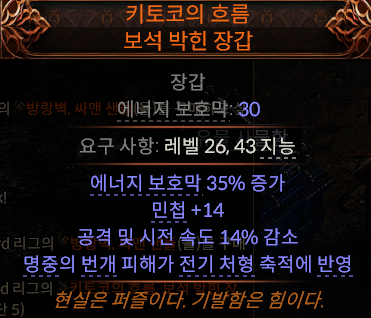 키토코의 흐름
보석 박힌 장갑
장갑
에너지 보호막: 30
요구 사항: 레벨 26, 43 지능
에너지 보호막 35% 증가
민첩 +14
공격 및 시전 속도 14% 감소
명중의 번개 피해가 전기 처형 축적에 반영
현실은 퍼즐이다. 기발함은 힘이다.